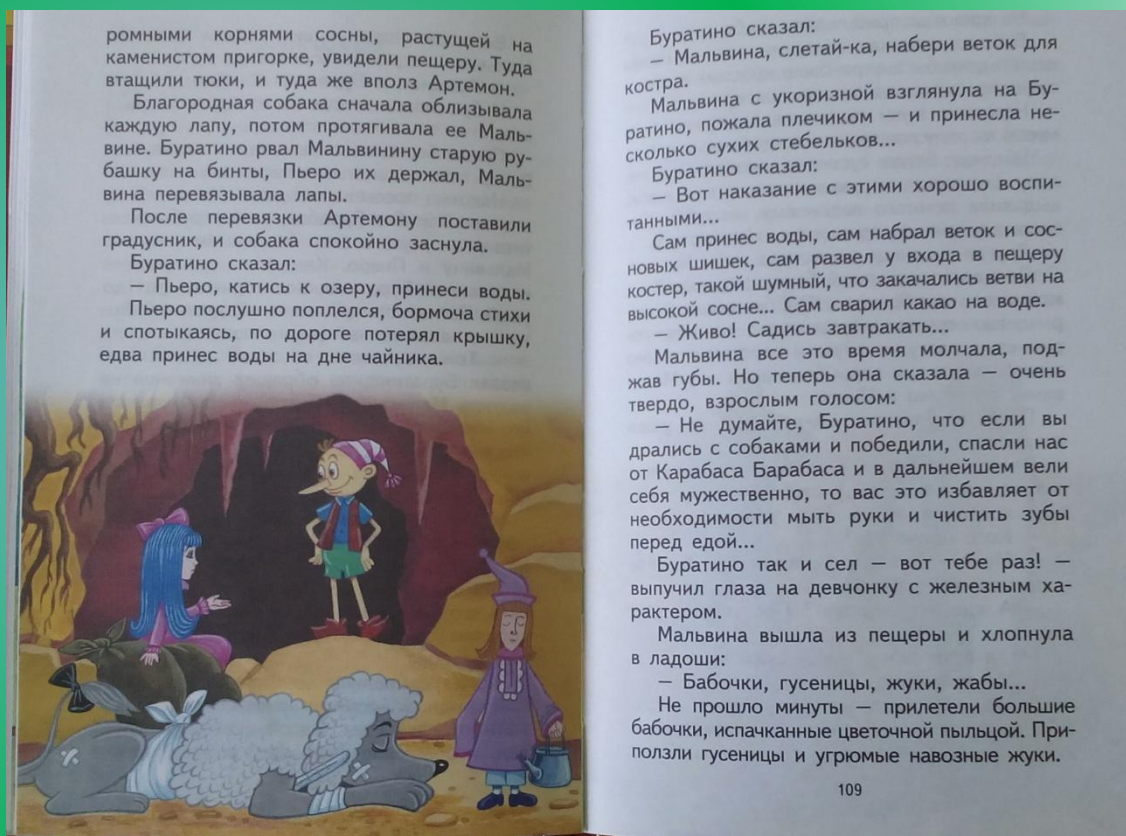 ромными корнями сосны, растущей на
каменистом пригорке, увидели пещеру. Туда
втащили тюки, и туда же вполз Артемон.
Благородная собака сначала облизывала
каждую лапу, потом протягивала ее Маль-
вине. Буратино рвал Мальвинину старую ру-
башку на бинты, Пьеро их держал, Маль-
вина перевязывала лапы.
После перевязки Артемону поставили
градусник, и собака спокойно заснула.
Буратино сказал:
— Пьеро, катись к озеру, принеси воды.
Пьеро послушно поплелся, бормоча стихи
и спотыкаясь, по дороге потерял крышку,
едва принес воды на дне чайника.
Буратино сказал:
— Мальвина, слетай-ка, набери веток для
костра.
Мальвина с укоризной взглянула на Бу-
ратино, пожала плечиком — и принесла не-
сколько сухих стебельков...
Буратино сказал:
— Вот наказание с этими хорошо воспи-
танными...
Сам принес воды, сам набрал веток и сос-
новых шишек, сам развел у входа в пещеру
костер, такой шумный, что закачались ветви на
высокой сосне... Сам сварил какао на воде.
— Живо! Садись завтракать...
Мальвина все это время молчала, под-
жав губы. Но теперь она сказала — очень
твердо, взрослым голосом:
— Не думайте, Буратино, что если вы
дрались с собаками и победили, спасли нас
от Карабаса Барабаса и в дальнейшем вели
себя мужественно, то вас это избавляет от
необходимости мыть руки и чистить зубы
перед едой...
Буратино так и сел — вот тебе раз! —
выпучил глаза на девчонку с железным ха-
рактером.
Мальвина вышла из пещеры и хлопнула
в ладоши:
— Бабочки, гусеницы, жуки, жабы...
Не прошло минуты — прилетели большие
бабочки, испачканные цветочной пыльцой. При-
ползли гусеницы и угрюмые навозные жуки.
109